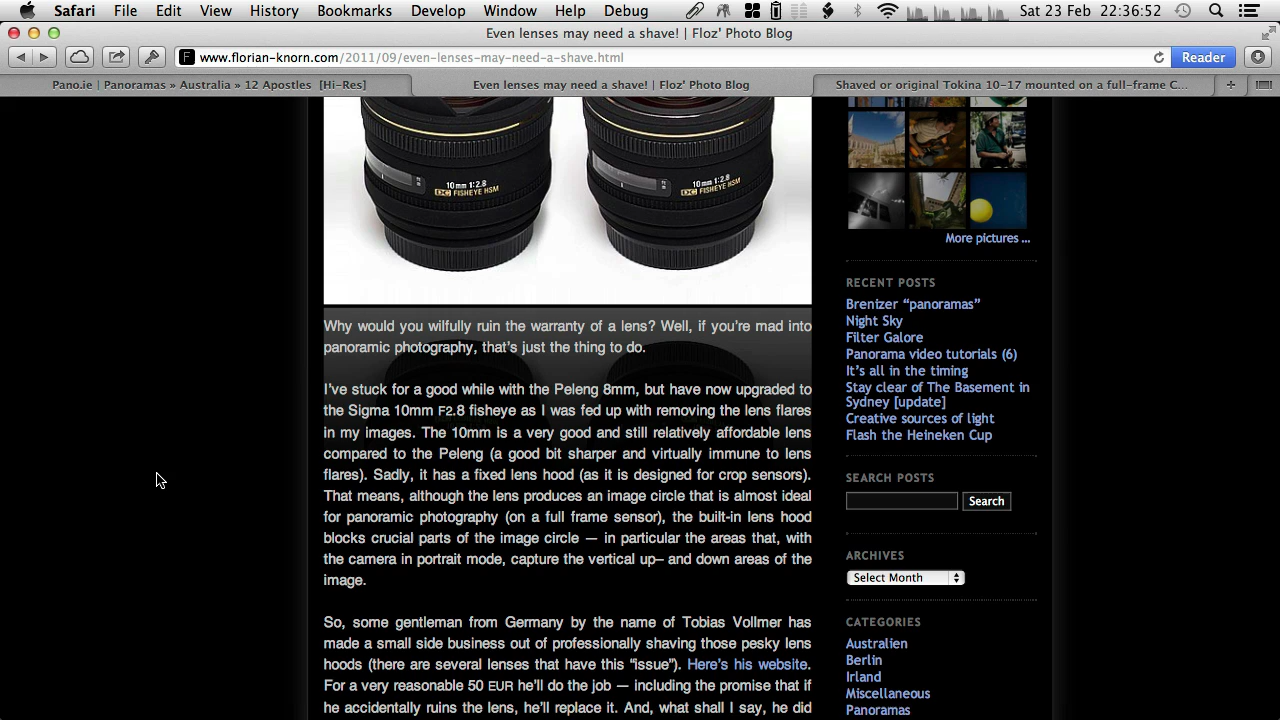 Safari File Edit View History Bookmarks Develop Window Help Debug Sat 23 Feb 22:36:52
Even lenses may need a shave! | Floz' Photo Blog
www.florian-knorn.com/2011/09/even-lenses-may-need-a-shave.html Reader
Pano.ie | Panoramas » Australia » 12 Apostles [Hi-Res] Even lenses may need a shave! | Floz' Photo Blog Shaved or original Tokina 10-17 mounted on a full-frame C...
10mm 1:2.8
DC FISHEYE HSM
10mm 1:2.8
DC FISHEYE HSM
Why would you wilfully ruin the warranty of a lens? Well, if you’re mad into
panoramic photography, that’s just the thing to do.
I’ve stuck for a good while with the Peleng 8mm, but have now upgraded to
the Sigma 10mm F2.8 fisheye as I was fed up with removing the lens flares
in my images. The 10mm is a very good and still relatively affordable lens
compared to the Peleng (a good bit sharper and virtually immune to lens
flares). Sadly, it has a fixed lens hood (as it is designed for crop sensors).
That means, although the lens produces an image circle that is almost ideal
for panoramic photography (on a full frame sensor), the built-in lens hood
blocks crucial parts of the image circle — in particular the areas that, with
the camera in portrait mode, capture the vertical up– and down areas of the
image.
So, some gentleman from Germany by the name of Tobias Vollmer has
made a small side business out of professionally shaving those pesky lens
hoods (there are several lenses that have this “issue”). Here’s his website.
For a very reasonable 50 EUR he’ll do the job — including the promise that if
he accidentally ruins the lens, he’ll replace it. And, what shall I say, he did
More pictures ...
RECENT POSTS
Brenizer “panoramas”
Night Sky
Filter Galore
Panorama video tutorials (6)
It’s all in the timing
Stay clear of The Basement in
Sydney [update]
Creative sources of light
Flash the Heineken Cup
SEARCH POSTS
Search
ARCHIVES
Select Month
CATEGORIES
Australien
Berlin
Irland
Miscellaneous
Panoramas